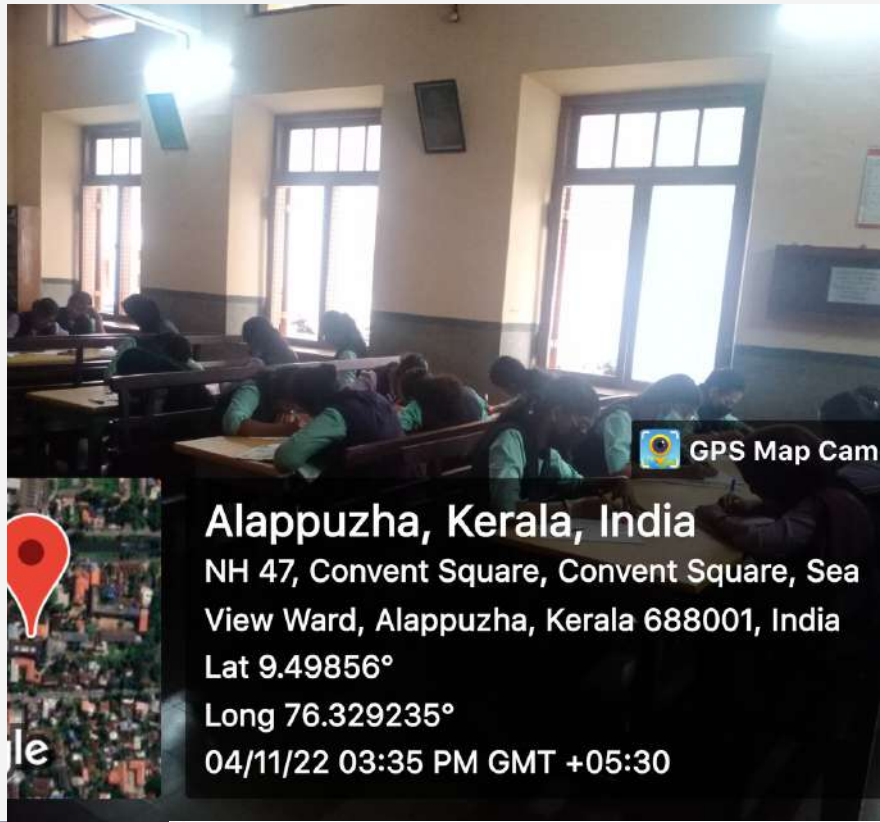 GPS Map Cam
Alappuzha, Kerala, India
NH 47, Convent Square, Convent Square, Sea
View Ward, Alappuzha, Kerala 688001, India
Lat 9.49856°
Long 76.329235°
04/11/22 03:35 PM GMT +05:30
gle